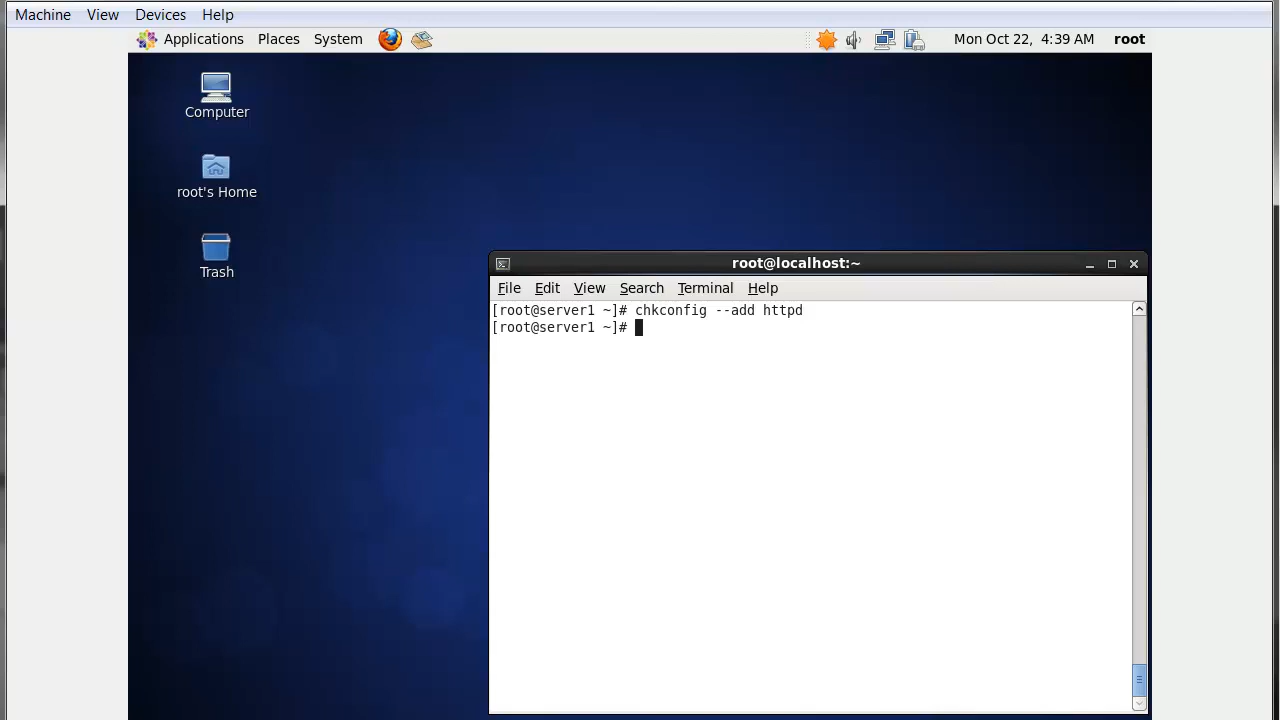 Machine View Devices Help
Applications Places System Mon Oct 22, 4:39 AM root
Computer
root's Home
Trash
root@localhost:~
File Edit View Search Terminal Help
[root@server1 ~]# chkconfig --add httpd
[root@server1 ~]#